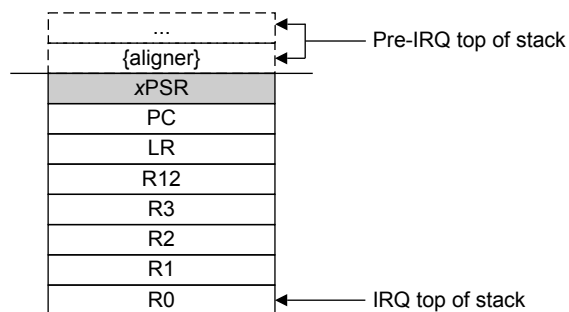 ...
Pre-IRQ top of stack
{aligner}
xPSR
PC
LR
R12
R3
R2
R1
R0
IRQ top of stack